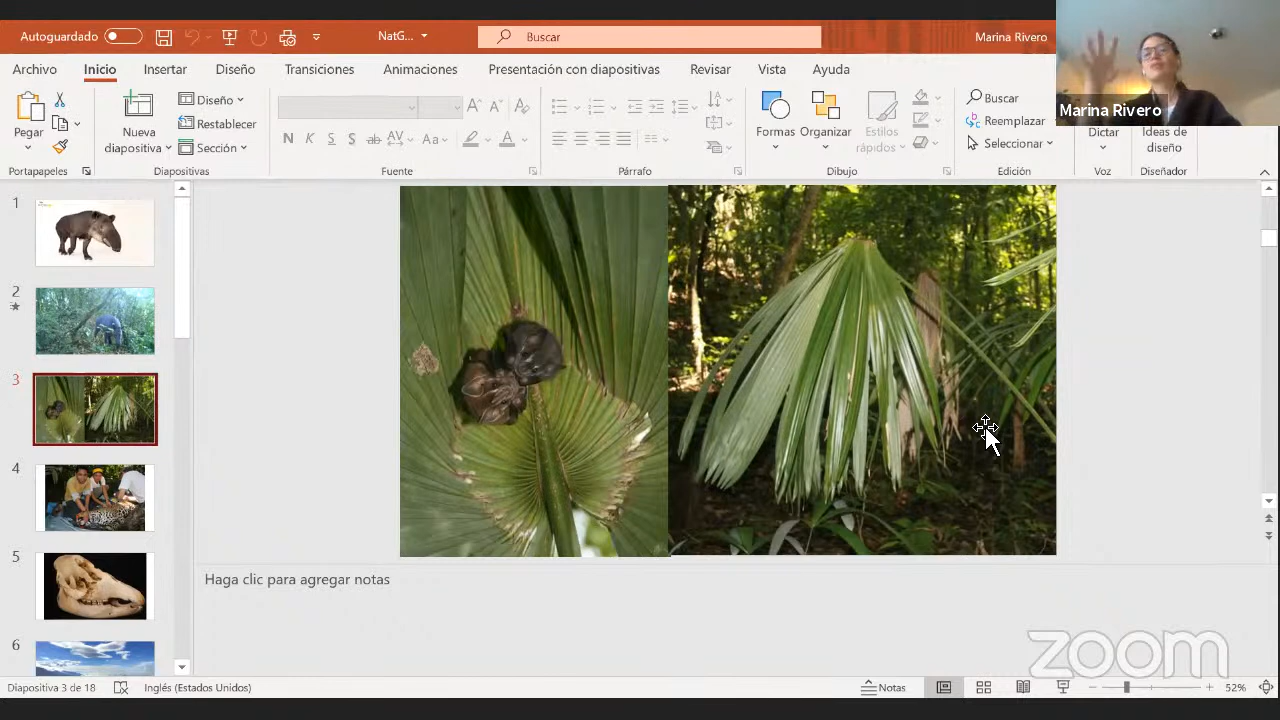 Autoguardado
NatG...
Buscar
Marina Rivero
Archivo
Inicio
Insertar
Diseño
Transiciones
Animaciones
Presentación con diapositivas
Revisar
Vista
Ayuda
Marina Rivero
Pegar
Nueva
diapositiva
Diseño
Restablecer
Sección
N
K
S
S
ab
AV
Aa
A
Formas
Organizar
Estilos
rápidos
Buscar
Reemplazar
Seleccionar
Dictar
Ideas de
diseño
Portapapeles
Diapositivas
Fuente
Párrafo
Dibujo
Edición
Voz
Diseñador
1
2
3
4
5
6
Haga clic para agregar notas
zoom
Diapositiva 3 de 18
Inglés (Estados Unidos)
Notas
52%